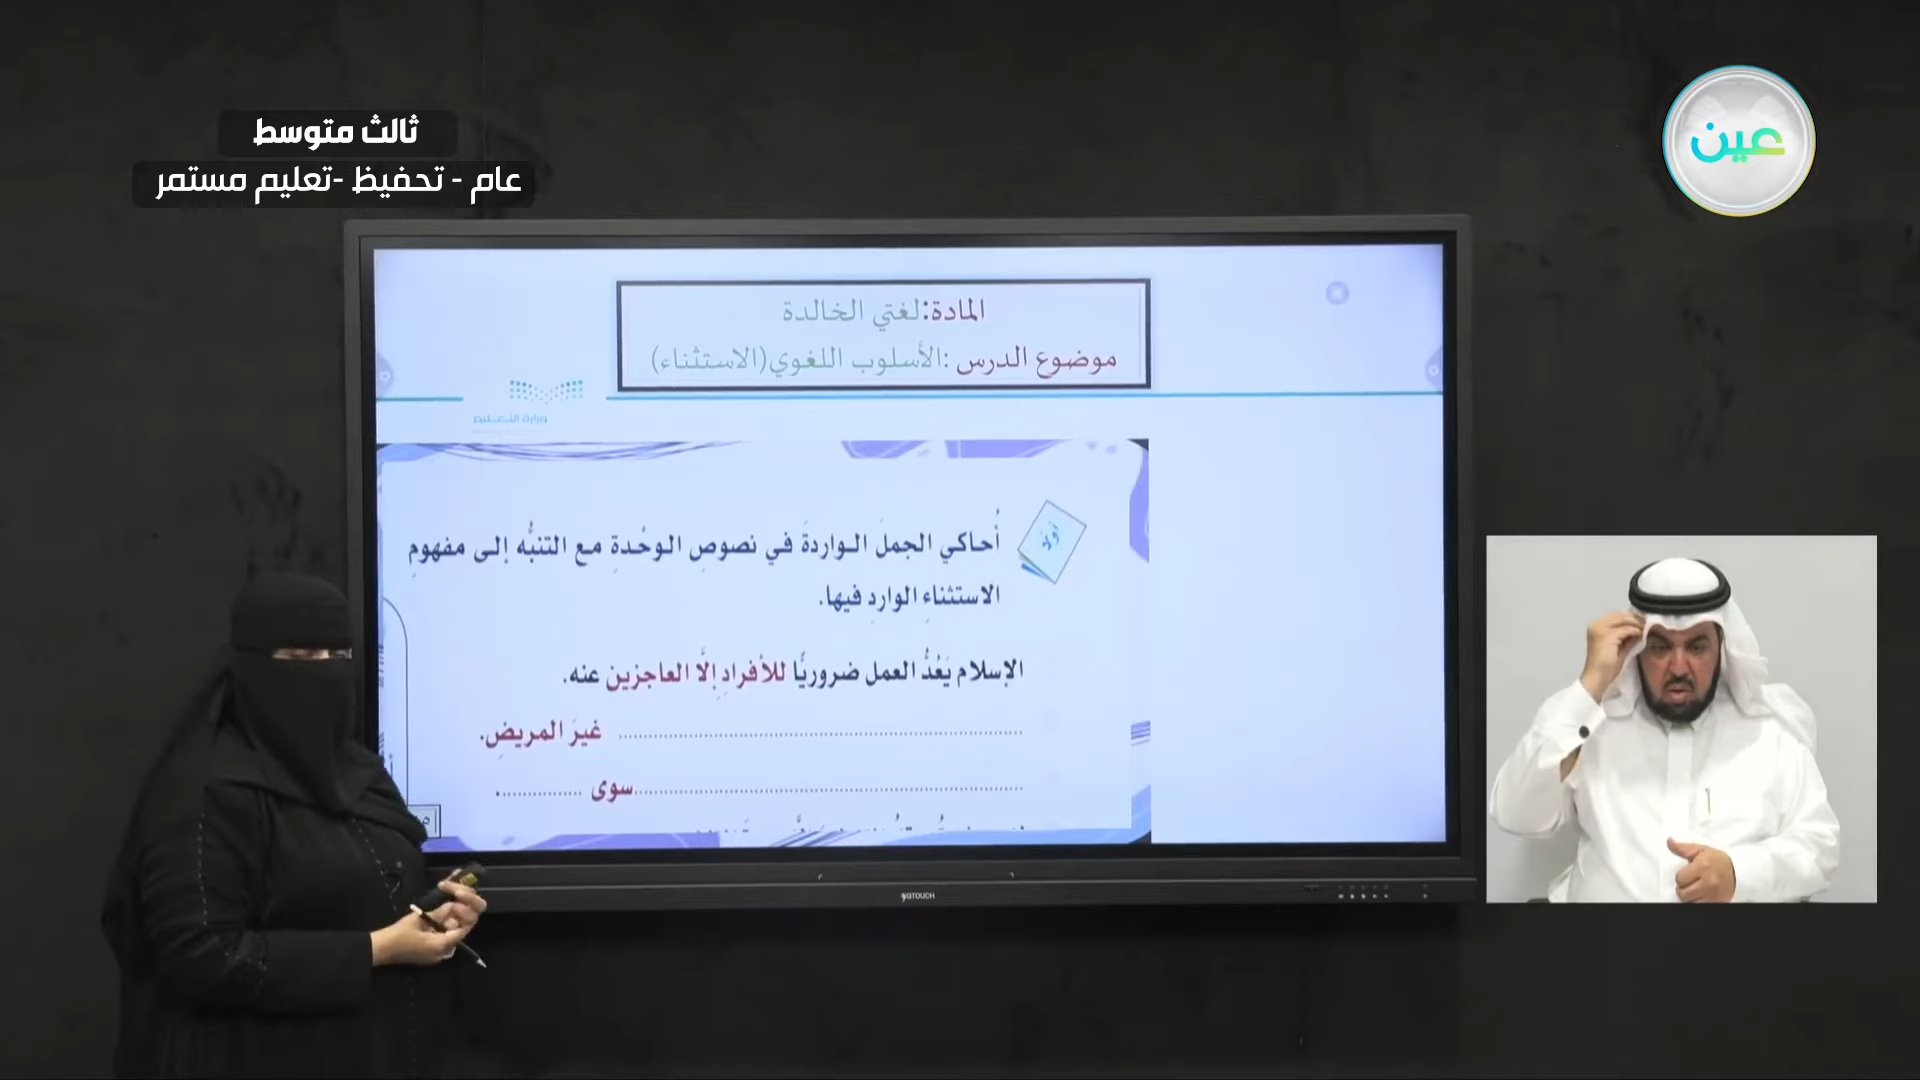 ثالث متوسط
عام - تحفيظ -تعليم مستمر
عين
المادة:لغتي الخالدة
موضوع الدرس :الأسلوب اللغوي(الاستثناء)
وزارة التعليم
أولًا
أُحاكي الجملَ الواردةَ في نصوصِ الوحْدةِ مع التنبُّه إلى مفهومِ
الاستثناءِ الواردِ فيها.
الإسلام يَعُدُّ العمل ضروريًّا للأفرادِ إلَّا العاجزين عنه.
........................ غيرَ المريضِ.
........................سوى ...............